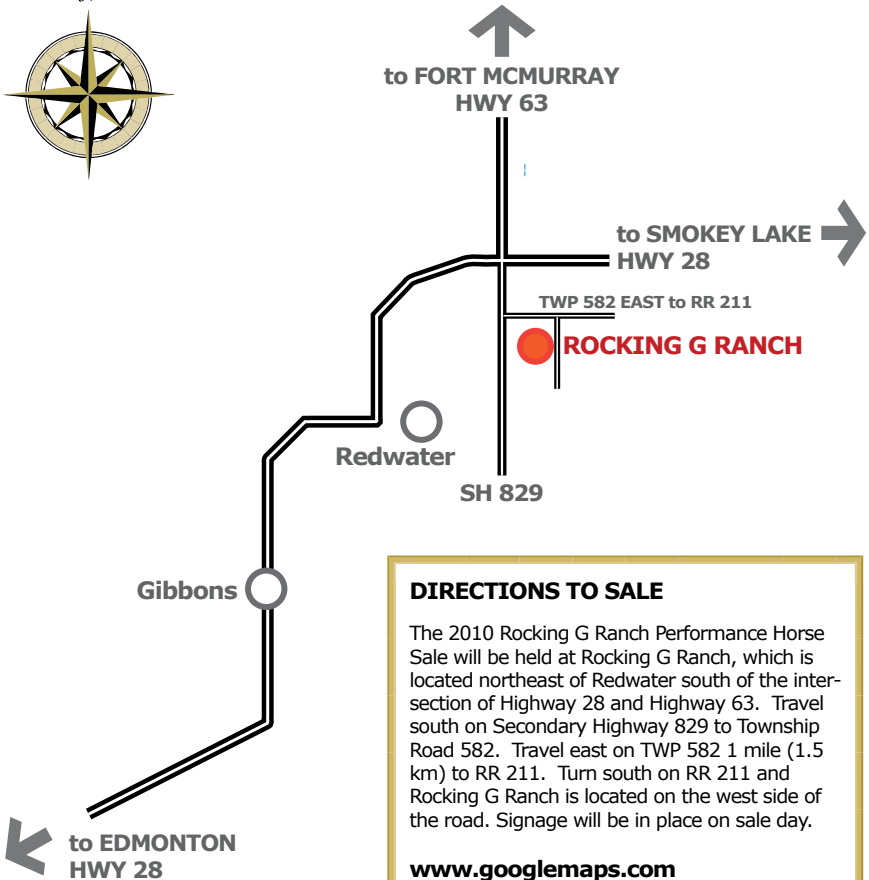 to FORT MCMURRAY
HWY 63
to SMOKEY LAKE
HWY 28
TWP 582 EAST to RR 211
ROCKING G RANCH
Redwater
SH 829
Gibbons
DIRECTIONS TO SALE
The 2010 Rocking G Ranch Performance Horse
Sale will be held at Rocking G Ranch, which is
located northeast of Redwater south of the inter-
section of Highway 28 and Highway 63.  Travel
south on Secondary Highway 829 to Township
Road 582.  Travel east on TWP 582 1 mile (1.5
km) to RR 211.  Turn south on RR 211 and
Rocking G Ranch is located on the west side of
the road. Signage will be in place on sale day.
www.googlemaps.com
to EDMONTON
HWY 28